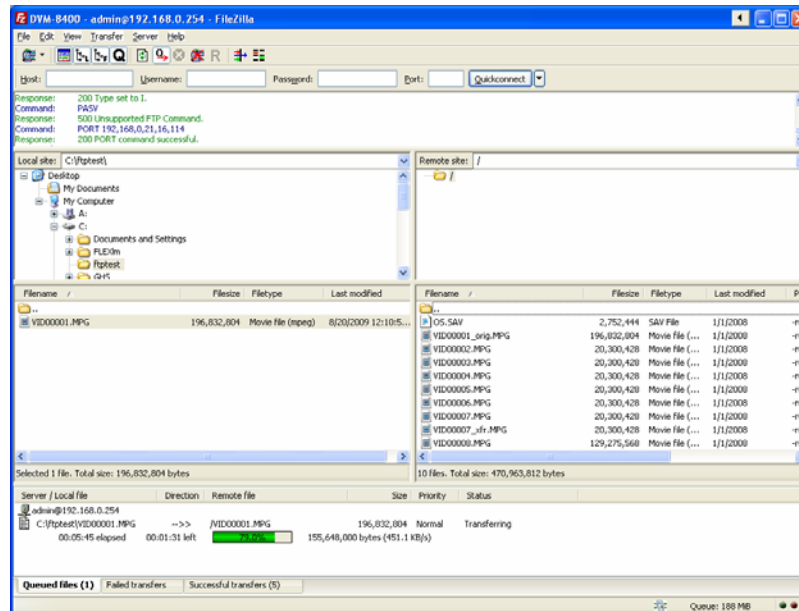 DVM-8400 - admin@192.168.0.254 - FileZilla
File Edit View Transfer Server Help
Host: Username: Password: Port: Quickconnect
Response: 200 Type set to I.
Command: PASV
Response: 500 Unsupported FTP Command.
Command: PORT 192,168,0,21,16,114
Response: 200 PORT command successful.
Local site: C:\ftptest\
Desktop
My Documents
My Computer
A:
C:
Documents and Settings
FLEXlm
ftptest
GHS
Remote site: /
/
Filename / Filesize Filetype Last modified
..
VID00001.MPG 196,832,804 Movie file (mpeg) 8/20/2009 12:10:5...
Selected 1 file. Total size: 196,832,804 bytes
Filename / Filesize Filetype Last modified P
..
OS.SAV 2,752,444 SAV File 1/1/2008 -r
VID00001_orig.MPG 196,832,804 Movie file (... 1/1/2008 -r
VID00002.MPG 20,300,428 Movie file (... 1/1/2008 -r
VID00003.MPG 20,300,428 Movie file (... 1/1/2008 -r
VID00004.MPG 20,300,428 Movie file (... 1/1/2008 -r
VID00005.MPG 20,300,428 Movie file (... 1/1/2008 -r
VID00006.MPG 20,300,428 Movie file (... 1/1/2008 -r
VID00007.MPG 20,300,428 Movie file (... 1/1/2008 -r
VID00007_xfr.MPG 20,300,428 Movie file (... 1/1/2008 -r
VID00008.MPG 129,275,568 Movie file (... 1/1/2008 -r
10 files. Total size: 470,963,812 bytes
Server / Local file Direction Remote file Size Priority Status
admin@192.168.0.254
C:\ftptest\VID00001.MPG -->> /VID00001.MPG 196,832,804 Normal Transferring
00:05:45 elapsed 00:01:31 left 79.0% 155,648,000 bytes (451.1 KB/s)
Queued files (1) Failed transfers Successful transfers (5)
Queue: 188 MiB